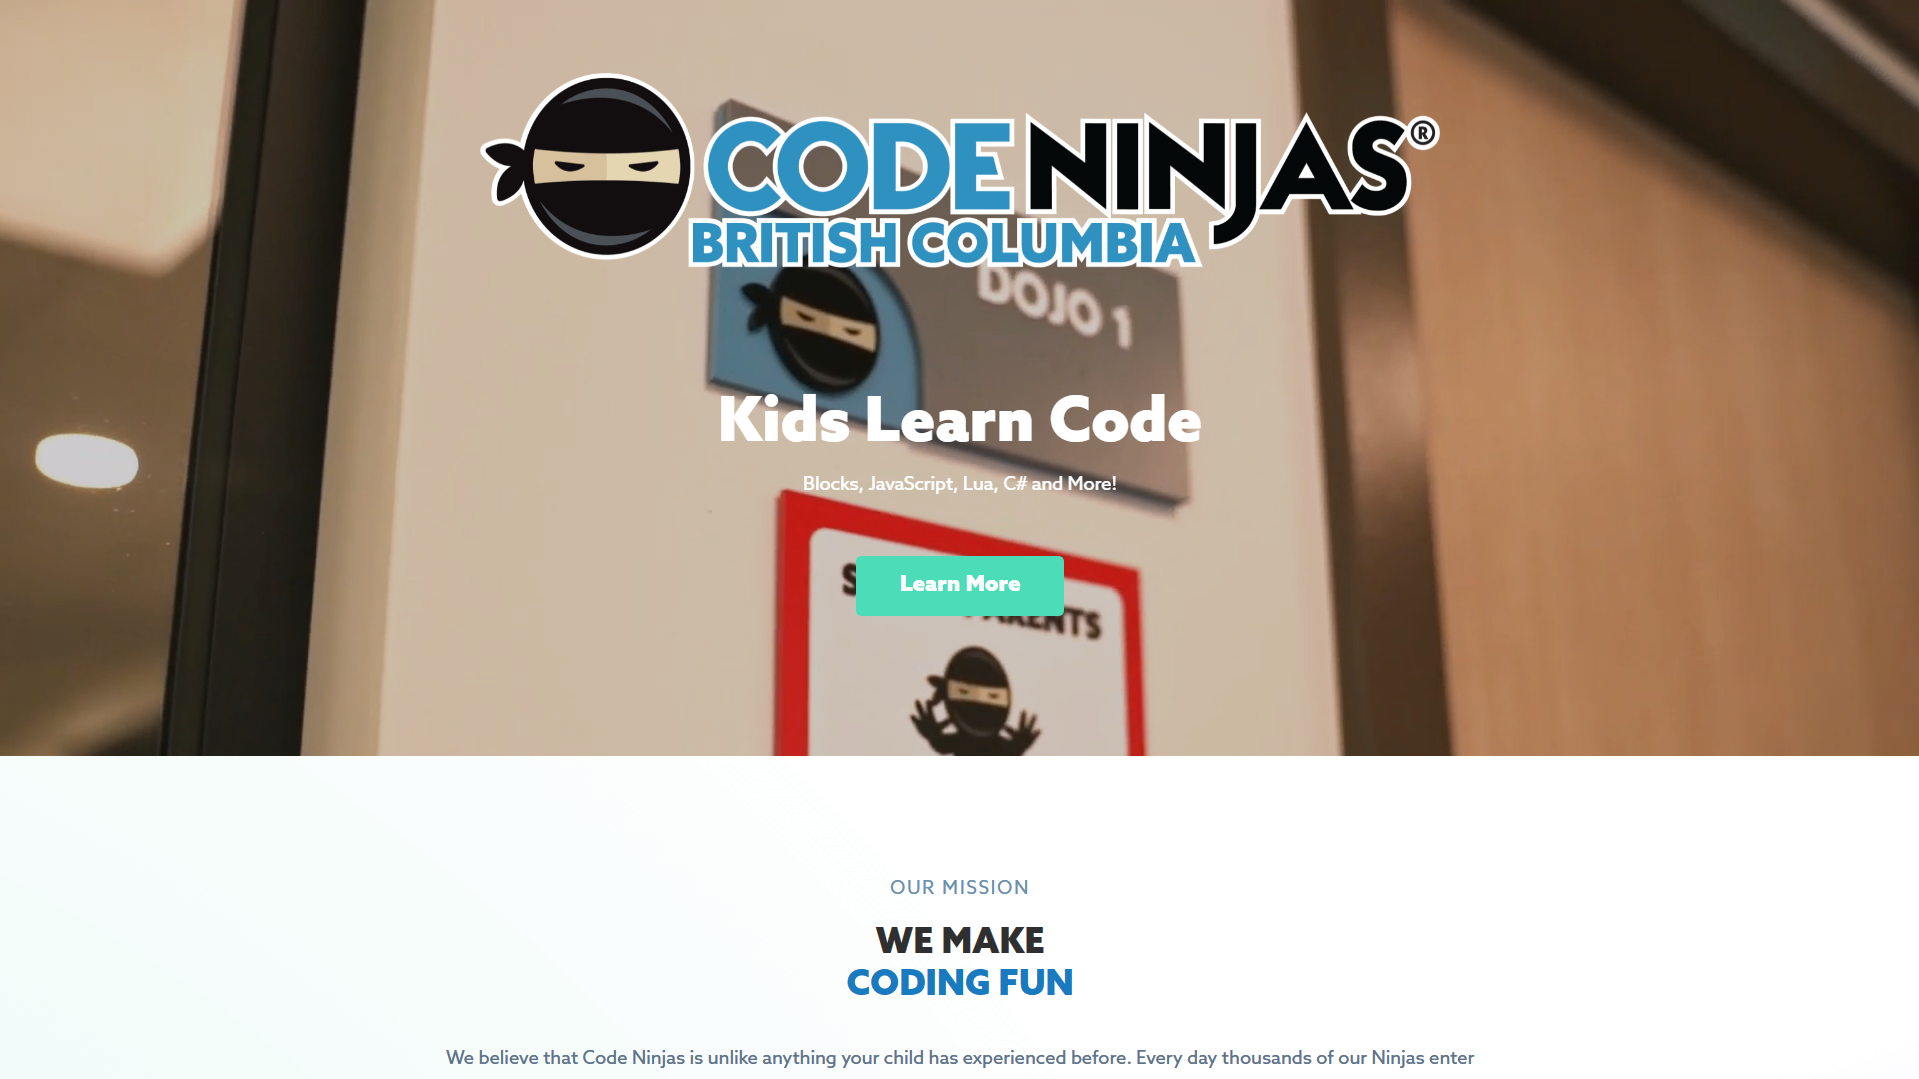 CODE NINJAS®
BRITISH COLUMBIA
DOJO 1
Kids Learn Code
Blocks, JavaScript, Lua, C# and More!
Learn More
OUR MISSION
WE MAKE
CODING FUN
We believe that Code Ninjas is unlike anything your child has experienced before. Every day thousands of our Ninjas enter